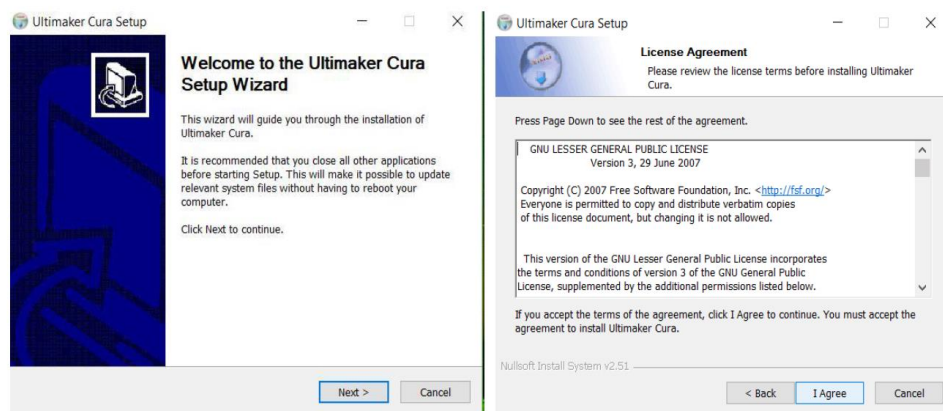 Ultimaker Cura Setup
Welcome to the Ultimaker Cura
Setup Wizard
This wizard will guide you through the installation of
Ultimaker Cura.
It is recommended that you close all other applications
before starting Setup. This will make it possible to update
relevant system files without having to reboot your
computer.
Click Next to continue.
Next >
Cancel
Ultimaker Cura Setup
License Agreement
Please review the license terms before installing Ultimaker
Cura.
Press Page Down to see the rest of the agreement.
GNU LESSER GENERAL PUBLIC LICENSE
Version 3, 29 June 2007
Copyright (C) 2007 Free Software Foundation, Inc. <http://fsf.org/>
Everyone is permitted to copy and distribute verbatim copies
of this license document, but changing it is not allowed.
This version of the GNU Lesser General Public License incorporates
the terms and conditions of version 3 of the GNU General Public
License, supplemented by the additional permissions listed below.
If you accept the terms of the agreement, click I Agree to continue. You must accept the
agreement to install Ultimaker Cura.
Nullsoft Install System v2.51
< Back
I Agree
Cancel